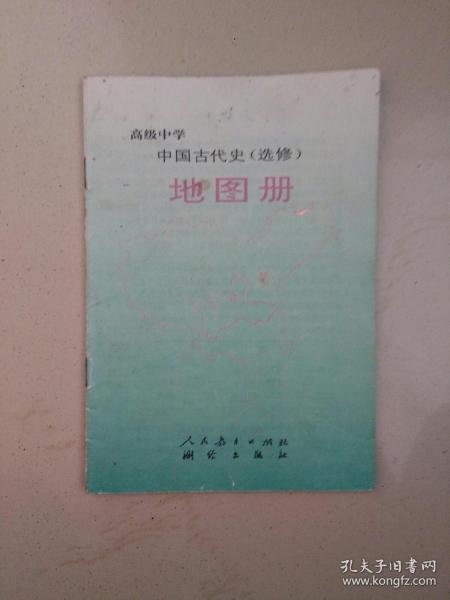 高级中学
中国古代史(选修)
地图册
人民教育出版社
测绘出版社
孔夫子旧书网
www.kongfz.com